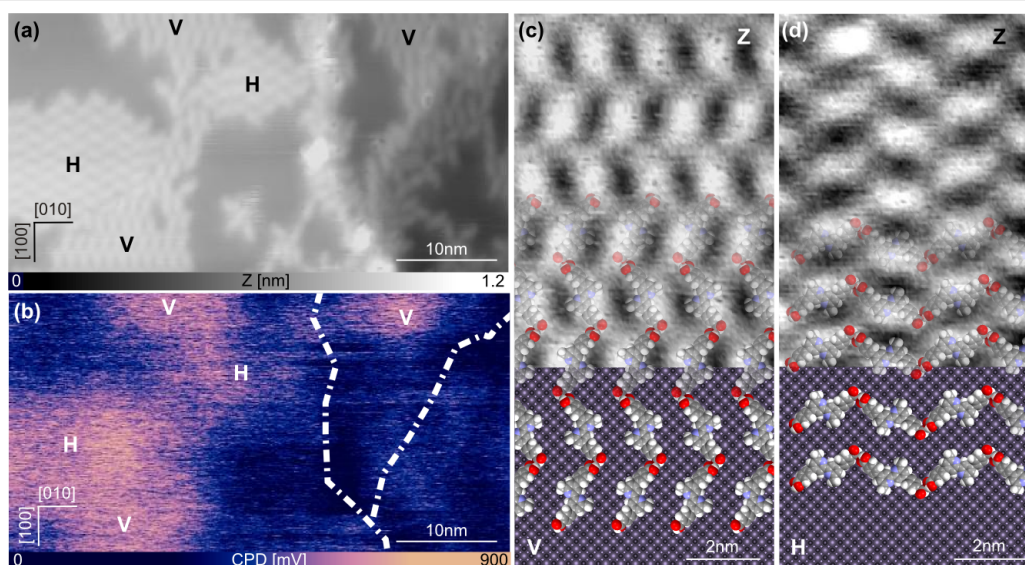 (a)
V
V
H
H
V
[010]
[100]
10nm
0
Z [nm]
1.2
(b)
V
V
H
H
V
[010]
[100]
10nm
0
CPD [mV]
900
(c)
Z
V
2nm
(d)
Z
H
2nm